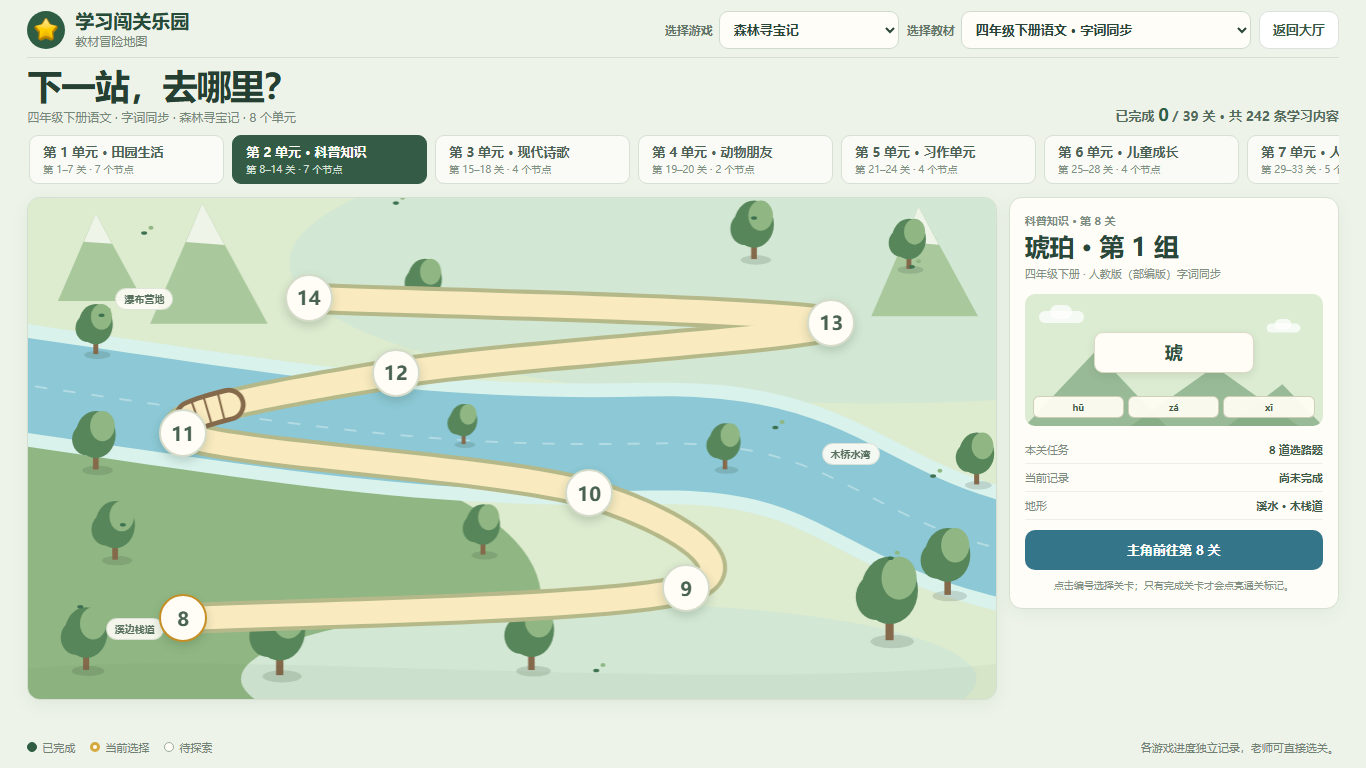 学习闯关乐园
教材冒险地图
选择游戏
森林寻宝记
选择教材
四年级下册语文 • 字词同步
返回大厅
下一站，去哪里？
四年级下册语文 · 字词同步 · 森林寻宝记 · 8 个单元
已完成 0 / 39 关 • 共 242 条学习内容
第 1 单元 • 田园生活
第 1–7 关 · 7 个节点
第 2 单元 • 科普知识
第 8–14 关 · 7 个节点
第 3 单元 • 现代诗歌
第 15–18 关 · 4 个节点
第 4 单元 • 动物朋友
第 19–20 关 · 2 个节点
第 5 单元 • 习作单元
第 21–24 关 · 4 个节点
第 6 单元 • 儿童成长
第 25–28 关 · 4 个节点
第 7 单元 •
第 29–33 关 · 5
瀑布营地
14
13
12
11
木桥水湾
10
9
溪边栈道
8
科普知识 • 第 8 关
琥珀 • 第 1 组
四年级下册 · 人教版（部编版）字词同步
琥
hū
zá
xī
本关任务
8 道选路题
当前记录
尚未完成
地形
溪水 • 木栈道
主角前往第 8 关
点击编号选择关卡；只有完成关卡才会点亮通关标记。
已完成
当前选择
待探索
各游戏进度独立记录，老师可直接选关。